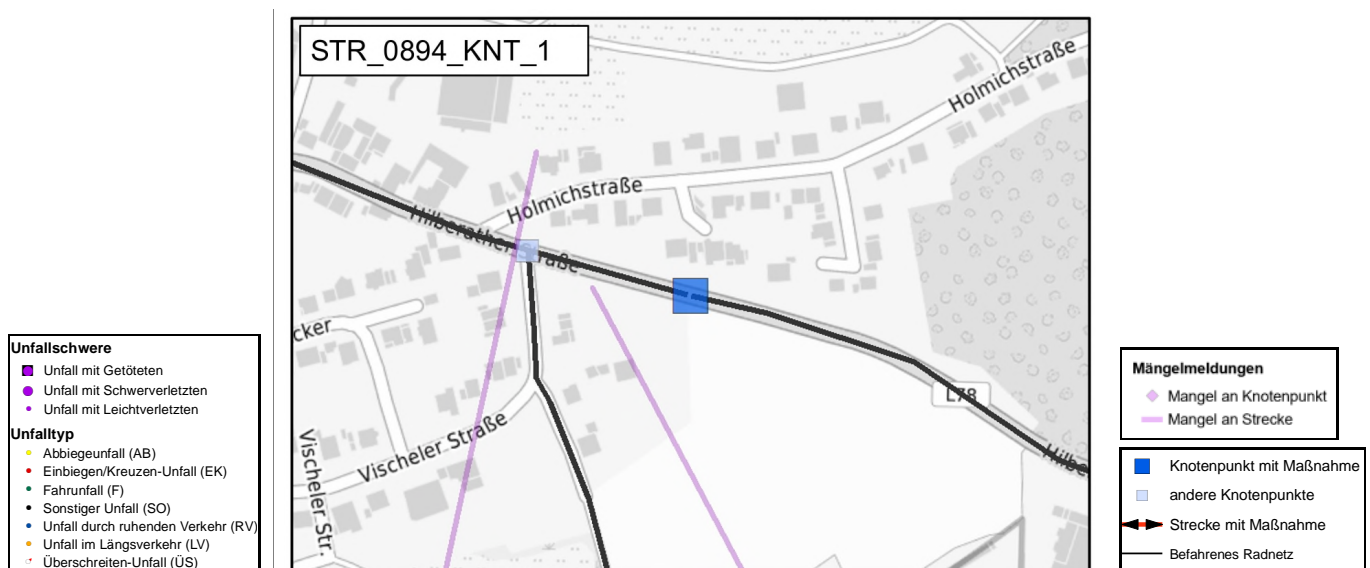 STR_0894_KNT_1
Holmichstraße
Holmichstraße
Hilberather Straße
cker
L78
Vischeler Straße
Vischeler Str.
Hilbe
Unfallschwere
Unfall mit Getöteten
Unfall mit Schwerverletzten
Unfall mit Leichtverletzten
Unfalltyp
Abbiegeunfall (AB)
Einbiegen/Kreuzen-Unfall (EK)
Fahrunfall (F)
Sonstiger Unfall (SO)
Unfall durch ruhenden Verkehr (RV)
Unfall im Längsverkehr (LV)
Überschreiten-Unfall (ÜS)
Mängelmeldungen
Mangel an Knotenpunkt
Mangel an Strecke
Knotenpunkt mit Maßnahme
andere Knotenpunkte
Strecke mit Maßnahme
Befahrenes Radnetz